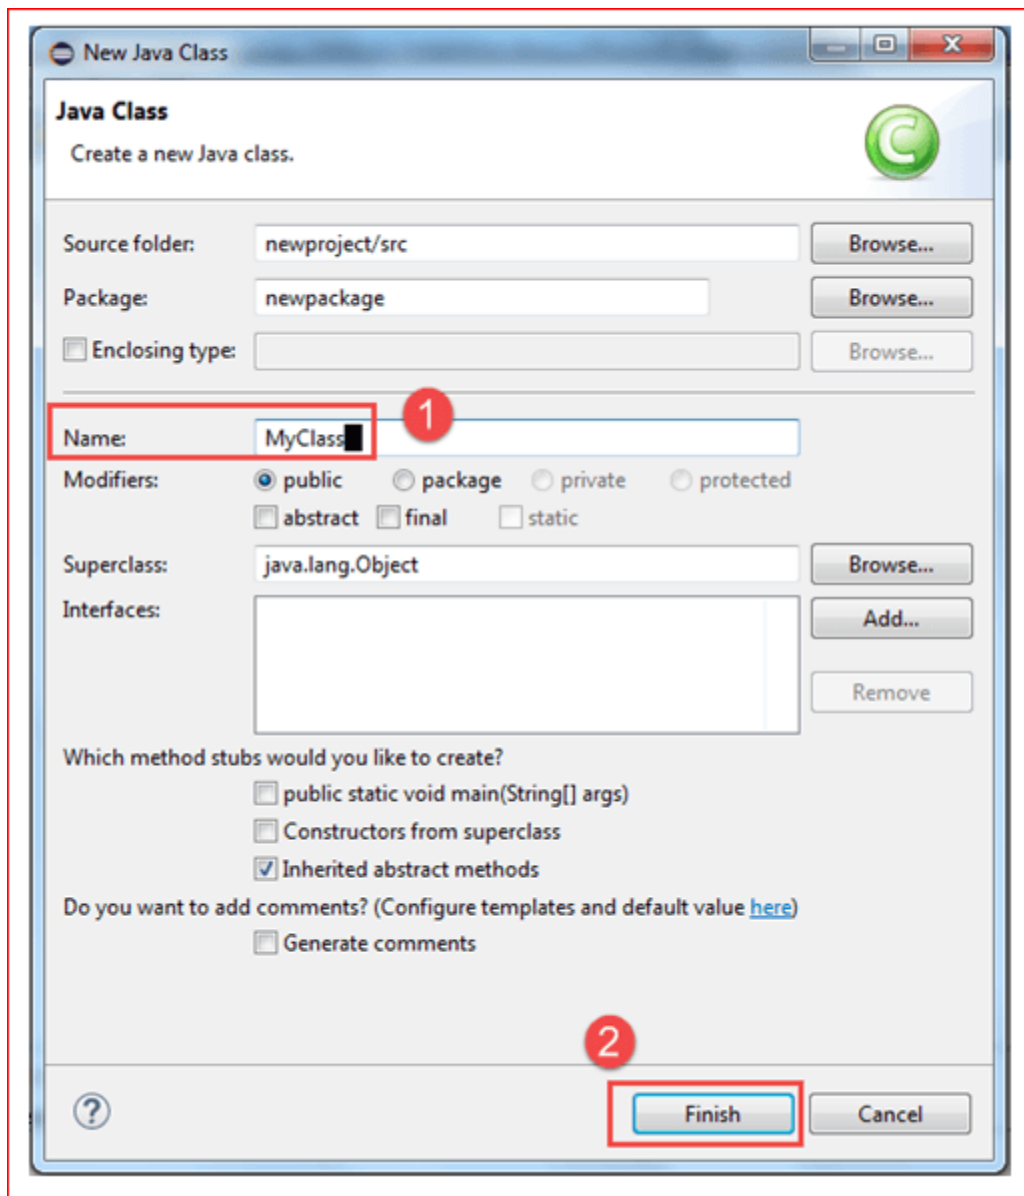 New Java Class
Java Class
Create a new Java class.
C
Source folder: newproject/src Browse...
Package: newpackage Browse...
Enclosing type: Browse...
1
Name: MyClass
Modifiers: public package private protected
abstract final static
Superclass: java.lang.Object Browse...
Interfaces: Add...
Remove
Which method stubs would you like to create?
public static void main(String[] args)
Constructors from superclass
Inherited abstract methods
Do you want to add comments? (Configure templates and default value here)
Generate comments
2
? Finish Cancel